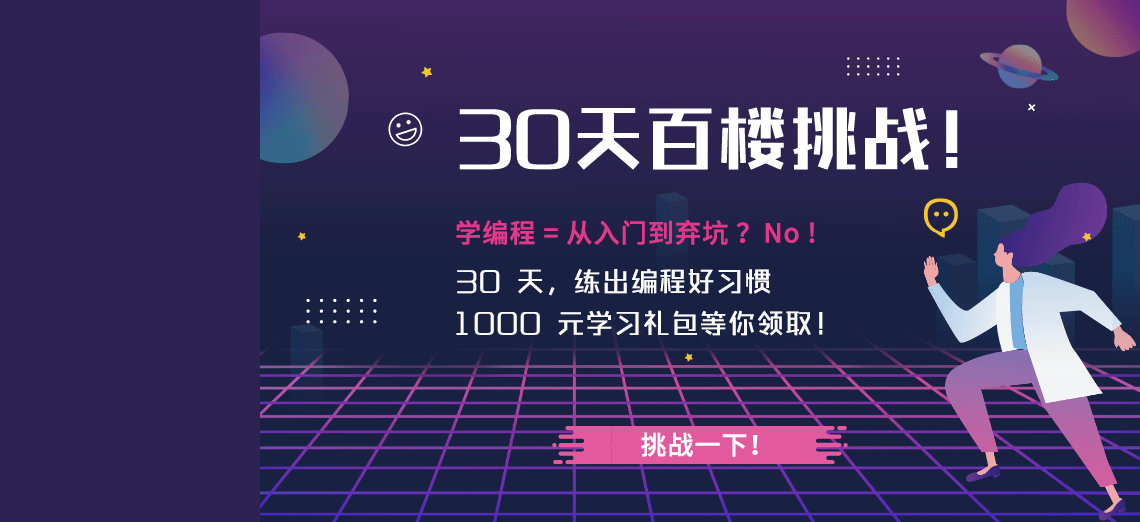 30天百楼挑战!
学编程 = 从入门到弃坑？No !
30 天，练出编程好习惯
1000 元学习礼包等你领取!
挑战一下!